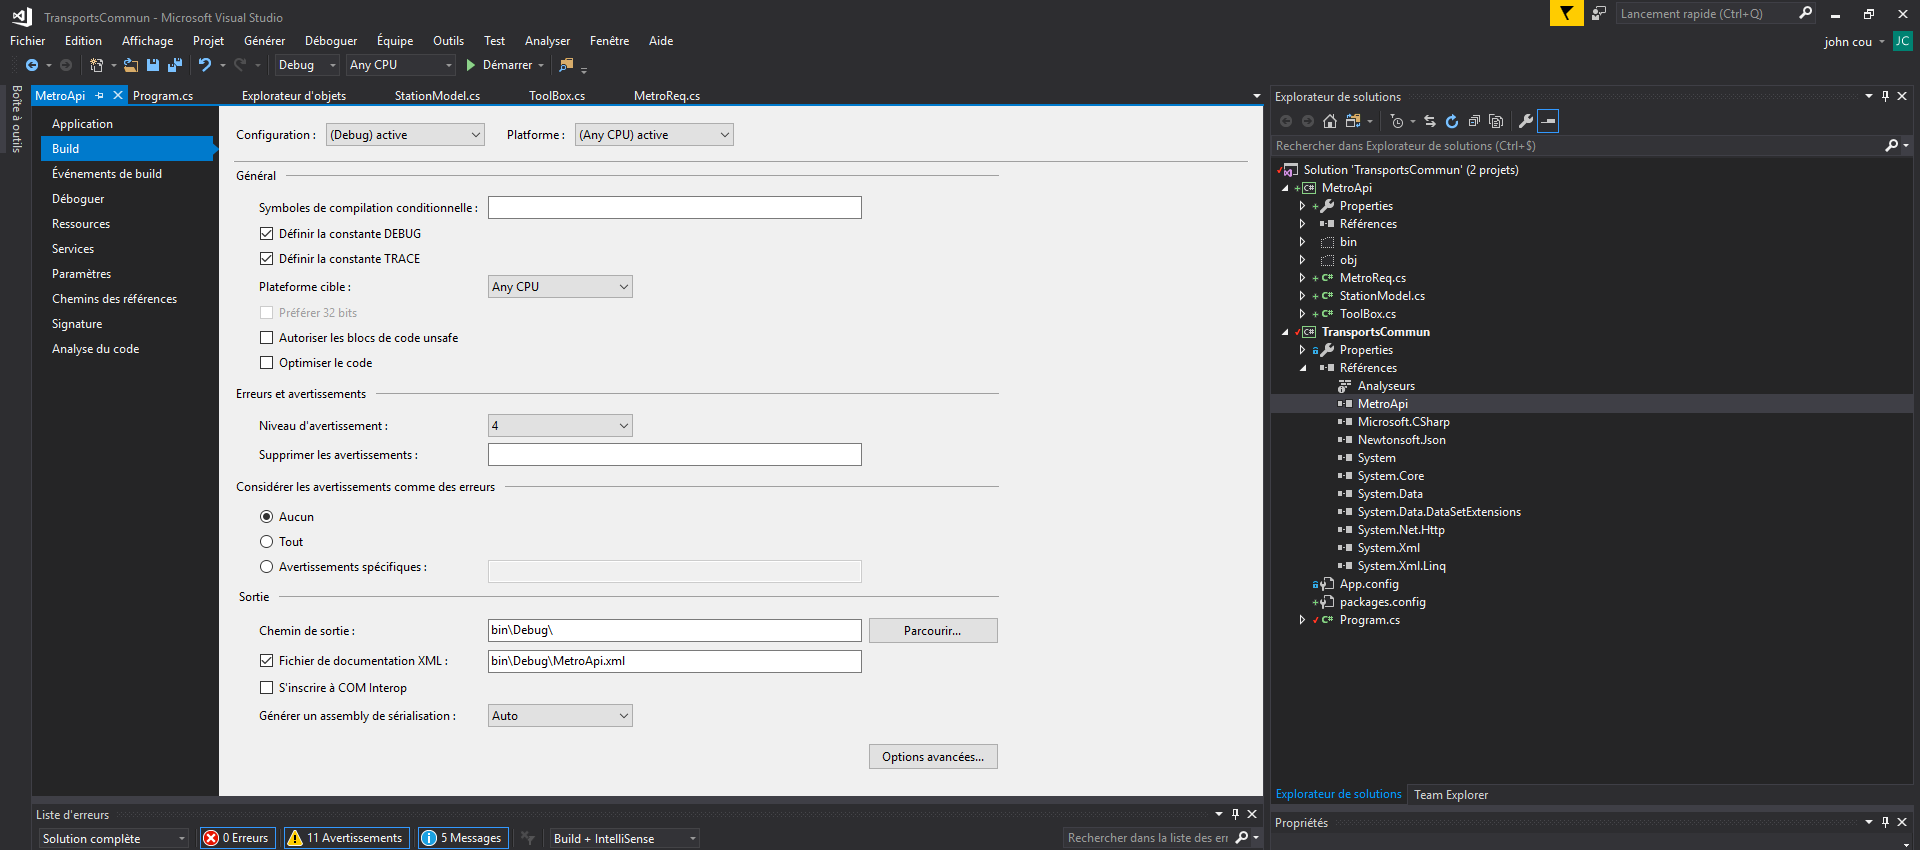 TransportsCommun - Microsoft Visual Studio
Lancement rapide (Ctrl+Q)
Fichier Edition Affichage Projet Générer Déboguer Équipe Outils Test Analyser Fenêtre Aide
john cou JC
Debug Any CPU Démarrer
Boîte à outils
MetroApi Program.cs Explorateur d'objets StationModel.cs ToolBox.cs MetroReq.cs
Application
Build
Événements de build
Déboguer
Ressources
Services
Paramètres
Chemins des références
Signature
Analyse du code
Configuration : (Debug) active Platforme : (Any CPU) active
Général
Symboles de compilation conditionnelle :
Définir la constante DEBUG
Définir la constante TRACE
Plateforme cible : Any CPU
Préférer 32 bits
Autoriser les blocs de code unsafe
Optimiser le code
Erreurs et avertissements
Niveau d'avertissement : 4
Supprimer les avertissements :
Considérer les avertissements comme des erreurs
Aucun
Tout
Avertissements spécifiques :
Sortie
Chemin de sortie : bin\Debug\ Parcourir...
Fichier de documentation XML : bin\Debug\MetroApi.xml
S'inscrire à COM Interop
Générer un assembly de sérialisation : Auto
Options avancées...
Liste d'erreurs
Solution complète 0 Erreurs 11 Avertissements 5 Messages Build + IntelliSense Rechercher dans la liste des err
Explorateur de solutions
Rechercher dans Explorateur de solutions (Ctrl+$)
Solution 'TransportsCommun' (2 projets)
C# MetroApi
Properties
Références
bin
obj
C# MetroReq.cs
C# StationModel.cs
C# ToolBox.cs
C# TransportsCommun
Properties
Références
Analyseurs
MetroApi
Microsoft.CSharp
Newtonsoft.Json
System
System.Core
System.Data
System.Data.DataSetExtensions
System.Net.Http
System.Xml
System.Xml.Linq
App.config
packages.config
C# Program.cs
Explorateur de solutions Team Explorer
Propriétés